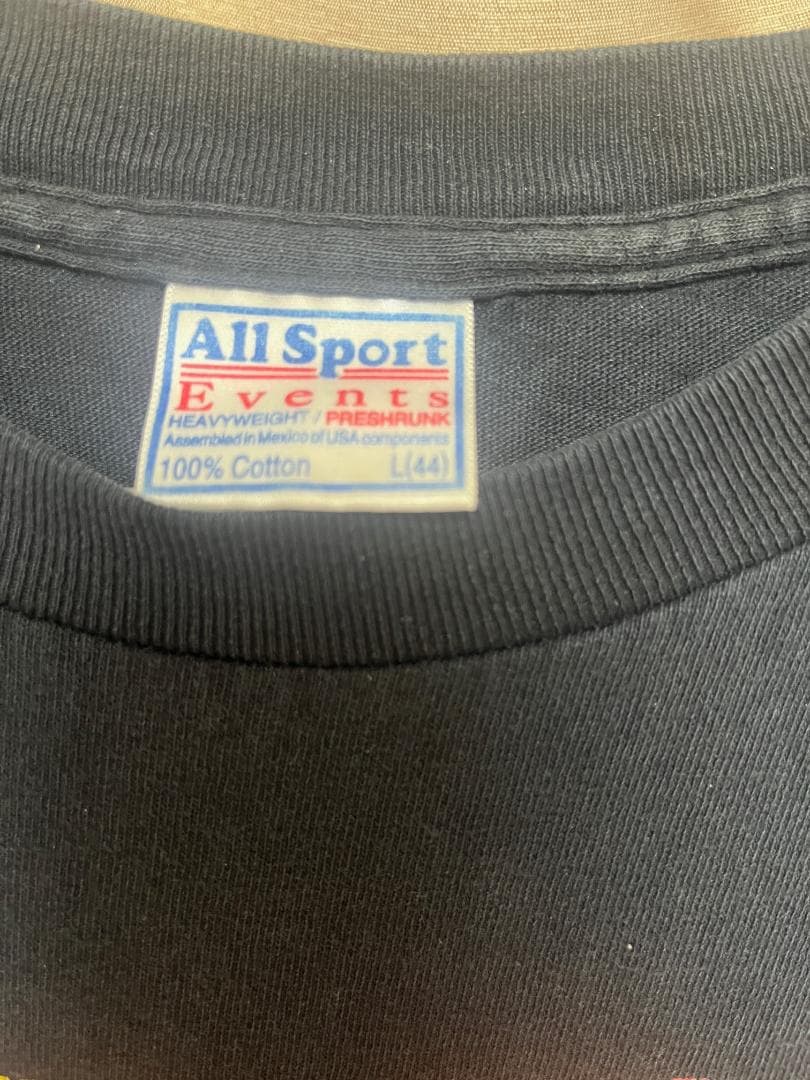 All Sport
Events
HEAVYWEIGHT / PRESHRUNK
Assembled in Mexico of USA components
100% Cotton L(44)